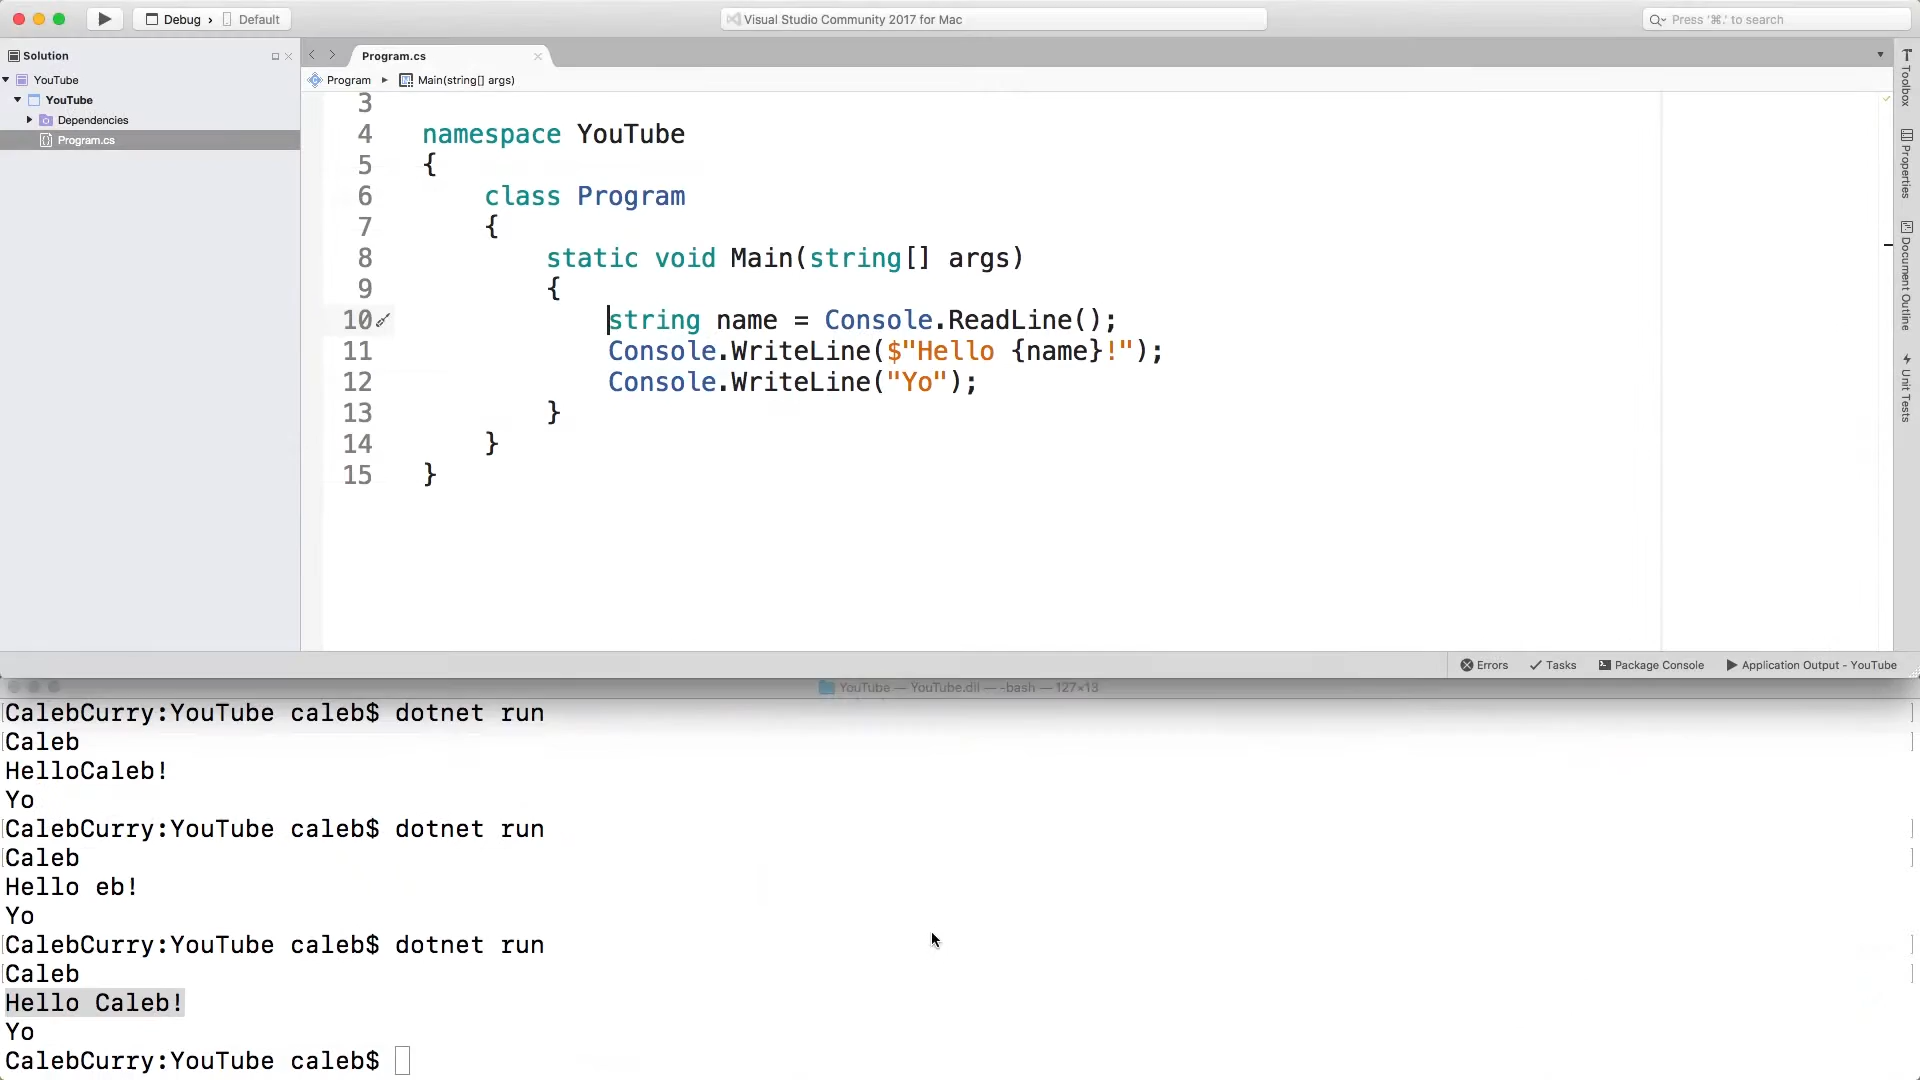 Debug › Default
Visual Studio Community 2017 for Mac
Press '⌘.' to search
Solution
YouTube
YouTube
Dependencies
Program.cs
Program.cs
Program ▸ Main(string[] args)
3
4 namespace YouTube
5 {
6 class Program
7 {
8 static void Main(string[] args)
9 {
10 string name = Console.ReadLine();
11 Console.WriteLine($"Hello {name}!");
12 Console.WriteLine("Yo");
13 }
14 }
15 }
Toolbox
Properties
Document Outline
Unit Tests
Errors Tasks Package Console Application Output - YouTube
YouTube — YouTube.dll — -bash — 127×13
CalebCurry:YouTube caleb$ dotnet run
Caleb
HelloCaleb!
Yo
CalebCurry:YouTube caleb$ dotnet run
Caleb
Hello eb!
Yo
CalebCurry:YouTube caleb$ dotnet run
Caleb
Hello Caleb!
Yo
CalebCurry:YouTube caleb$